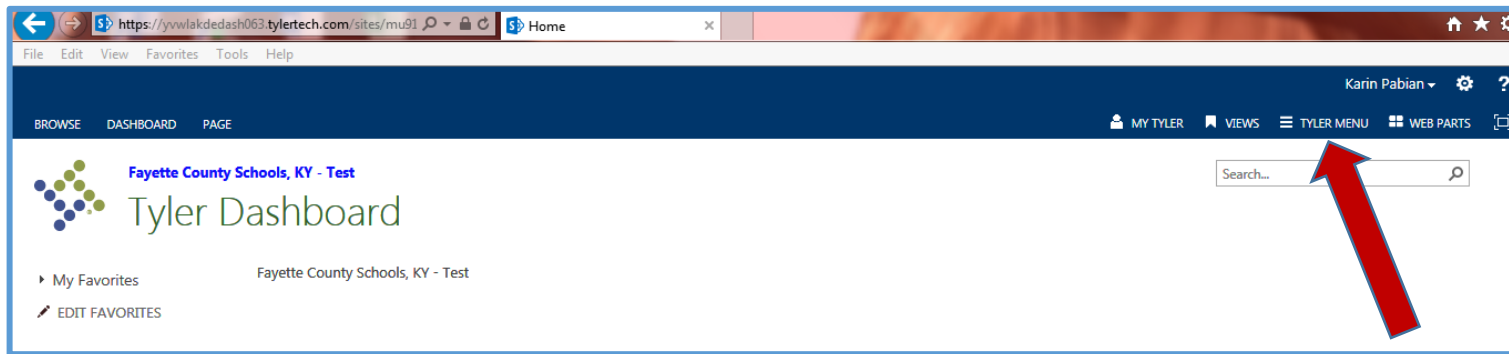 https://yvwlakdedash063.tylertech.com/sites/mu91
Home
File Edit View Favorites Tools Help
Karin Pabian
?
BROWSE DASHBOARD PAGE
MY TYLER VIEWS TYLER MENU WEB PARTS
Fayette County Schools, KY - Test
Search...
Tyler Dashboard
My Favorites
Fayette County Schools, KY - Test
EDIT FAVORITES